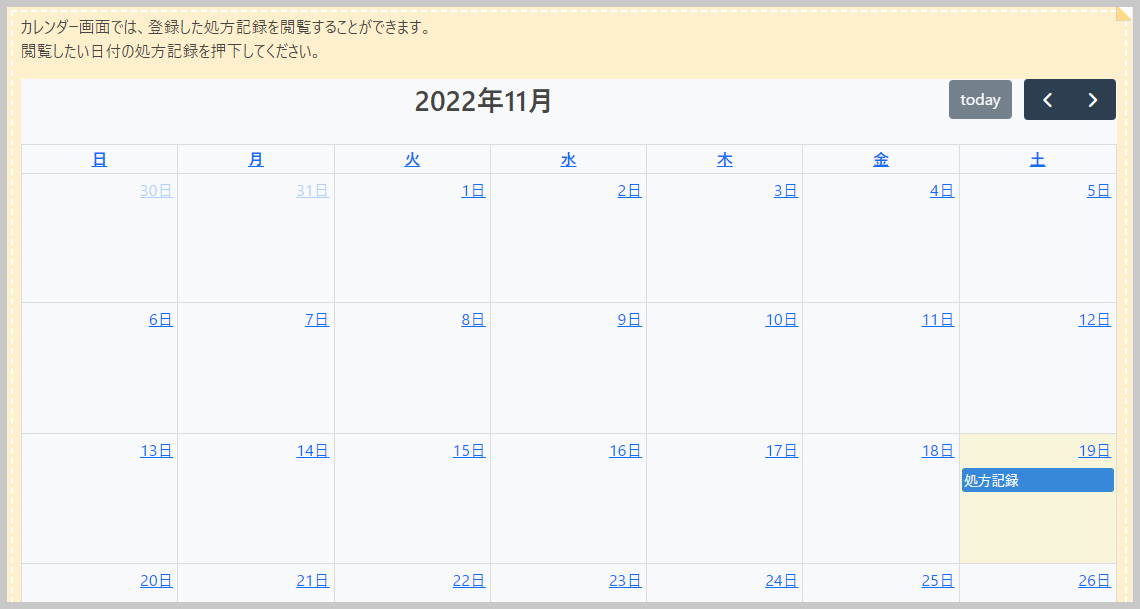 カレンダー画面では、登録した処方記録を閲覧することができます。
閲覧したい日付の処方記録を押下してください。
2022年11月 today
日 月 火 水 木 金 土
30日 31日 1日 2日 3日 4日 5日
6日 7日 8日 9日 10日 11日 12日
13日 14日 15日 16日 17日 18日 19日
処方記録
20日 21日 22日 23日 24日 25日 26日